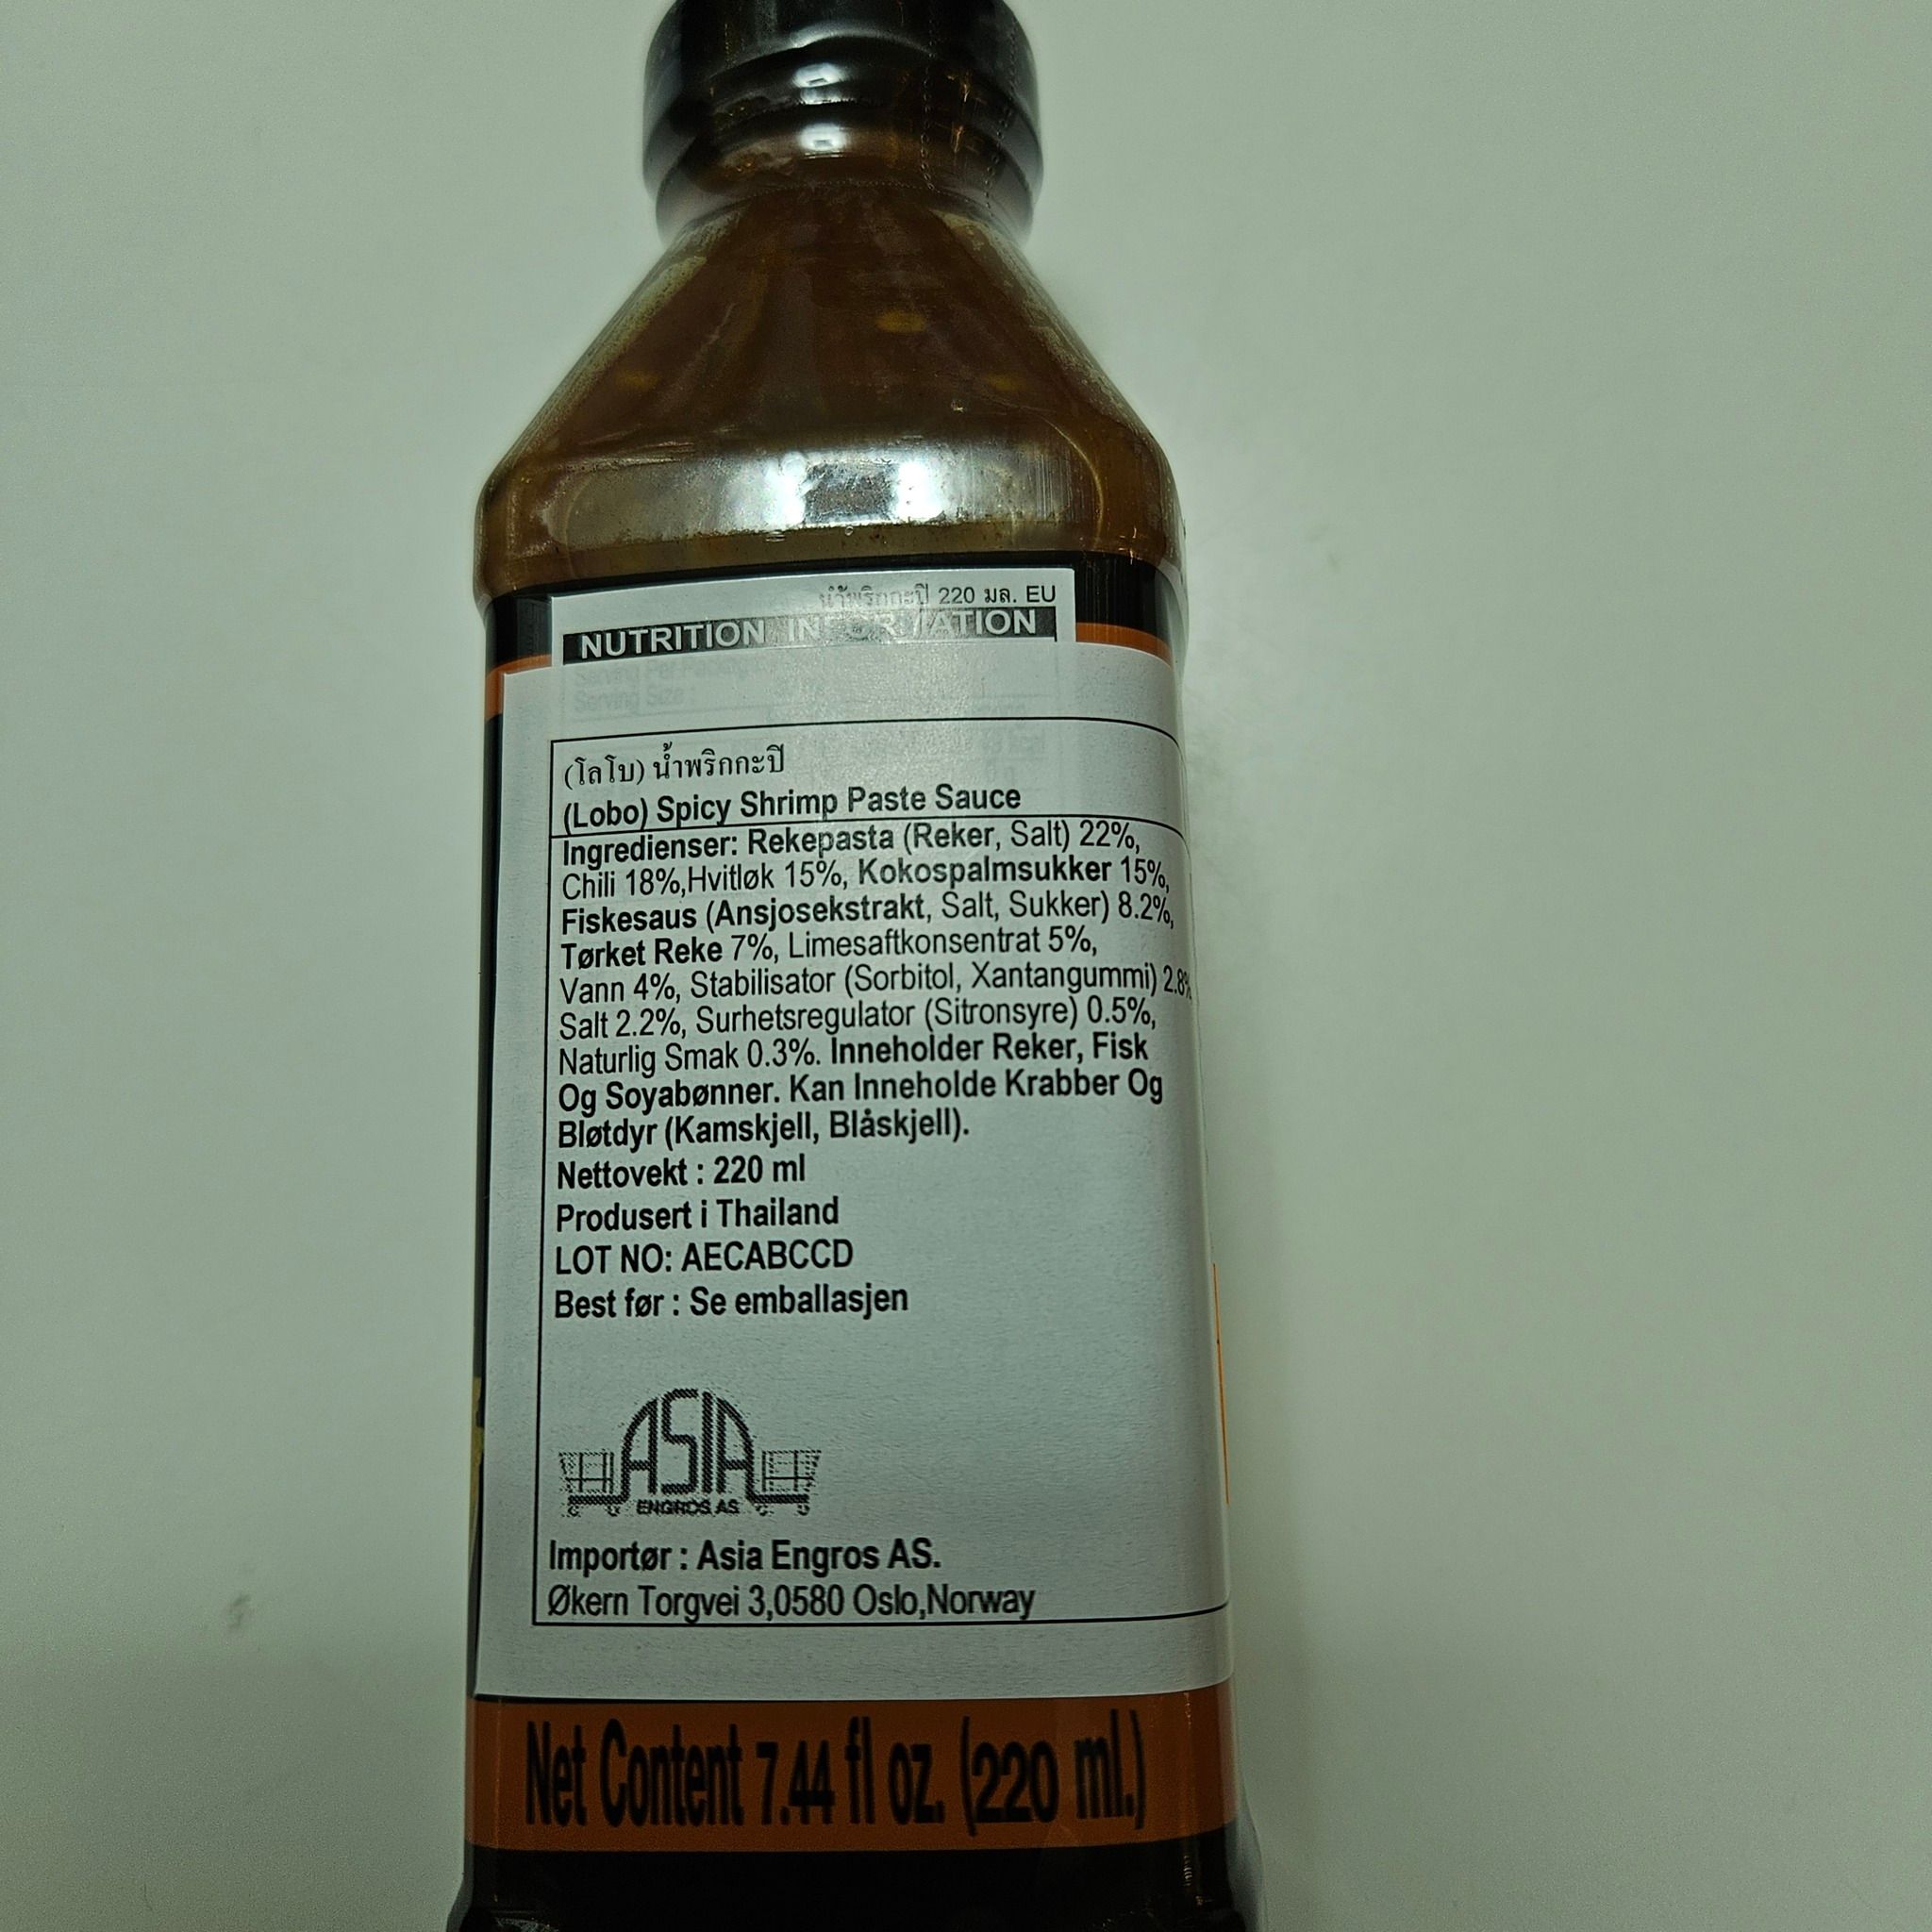 น้ำพริกกะปิ 220 มล. EU
NUTRITION INFORMATION
Serving Size :
(โลโบ) น้ำพริกกะปิ
(Lobo) Spicy Shrimp Paste Sauce
Ingredienser: Rekepasta (Reker, Salt) 22%,
Chili 18%,Hvitløk 15%, Kokospalmsukker 15%,
Fiskesaus (Ansjosekstrakt, Salt, Sukker) 8.2%,
Tørket Reke 7%, Limesaftkonsentrat 5%,
Vann 4%, Stabilisator (Sorbitol, Xantangummi) 2.8%
Salt 2.2%, Surhetsregulator (Sitronsyre) 0.5%,
Naturlig Smak 0.3%. Inneholder Reker, Fisk
Og Soyabønner. Kan Inneholde Krabber Og
Bløtdyr (Kamskjell, Blåskjell).
Nettovekt : 220 ml
Produsert i Thailand
LOT NO: AECABCCD
Best før : Se emballasjen
ASIA
ENGROS AS
Importør : Asia Engros AS.
Økern Torgvei 3,0580 Oslo,Norway
Net Content 7.44 fl oz. (220 ml.)